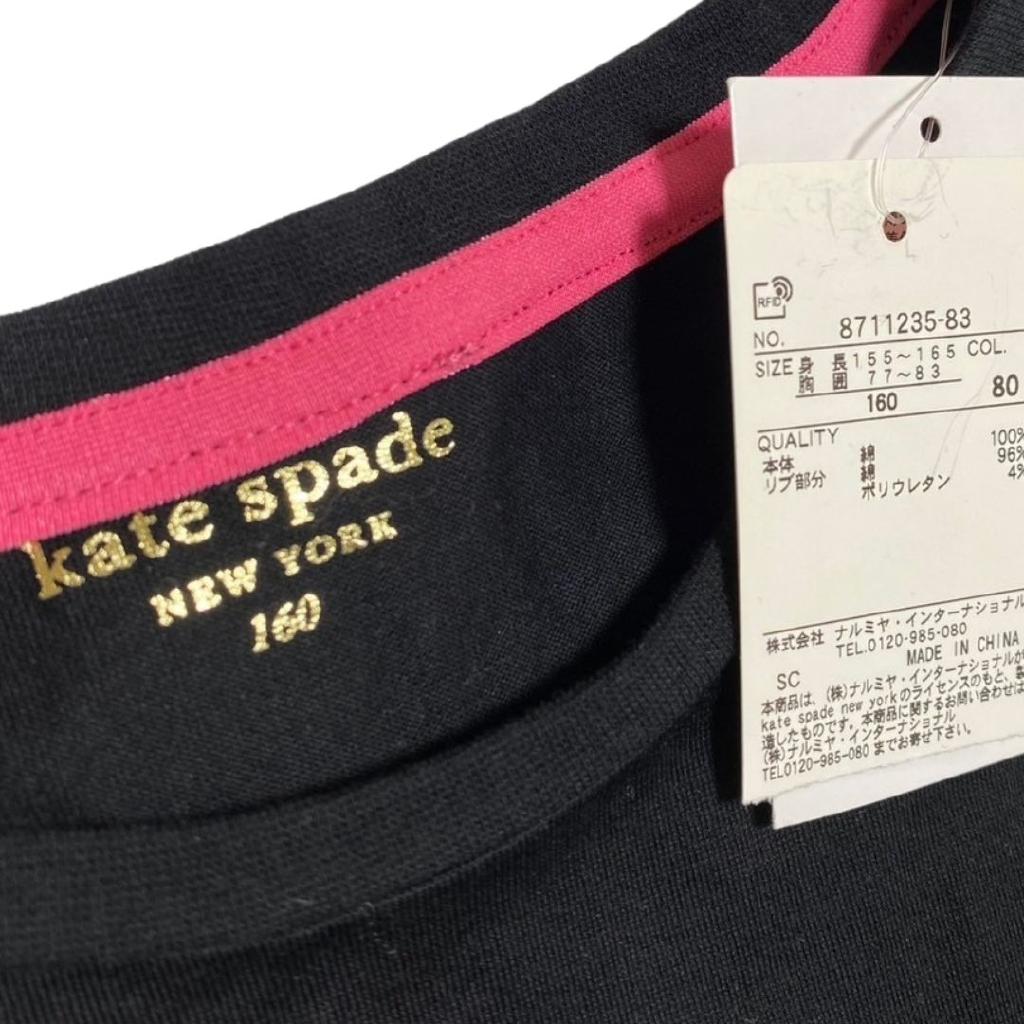 kate spade
NEW YORK
160
RFID
NO. 8711235-83
SIZE 身 長 155～165 COL.
胸 囲 77～83
160 80
QUALITY
本体 綿 100%
リブ部分 綿 96%
ポリウレタン 4%
株式会社 ナルミヤ・インターナショナル
TEL.0120-985-080
MADE IN CHINA
SC
本商品は、(株)ナルミヤ・インターナショナルが
kate spade new yorkのライセンスのもと、製
造したものです。本商品に関するお問い合わせは
(株)ナルミヤ・インターナショナル
TEL0120-985-080 までお寄せ下さい。